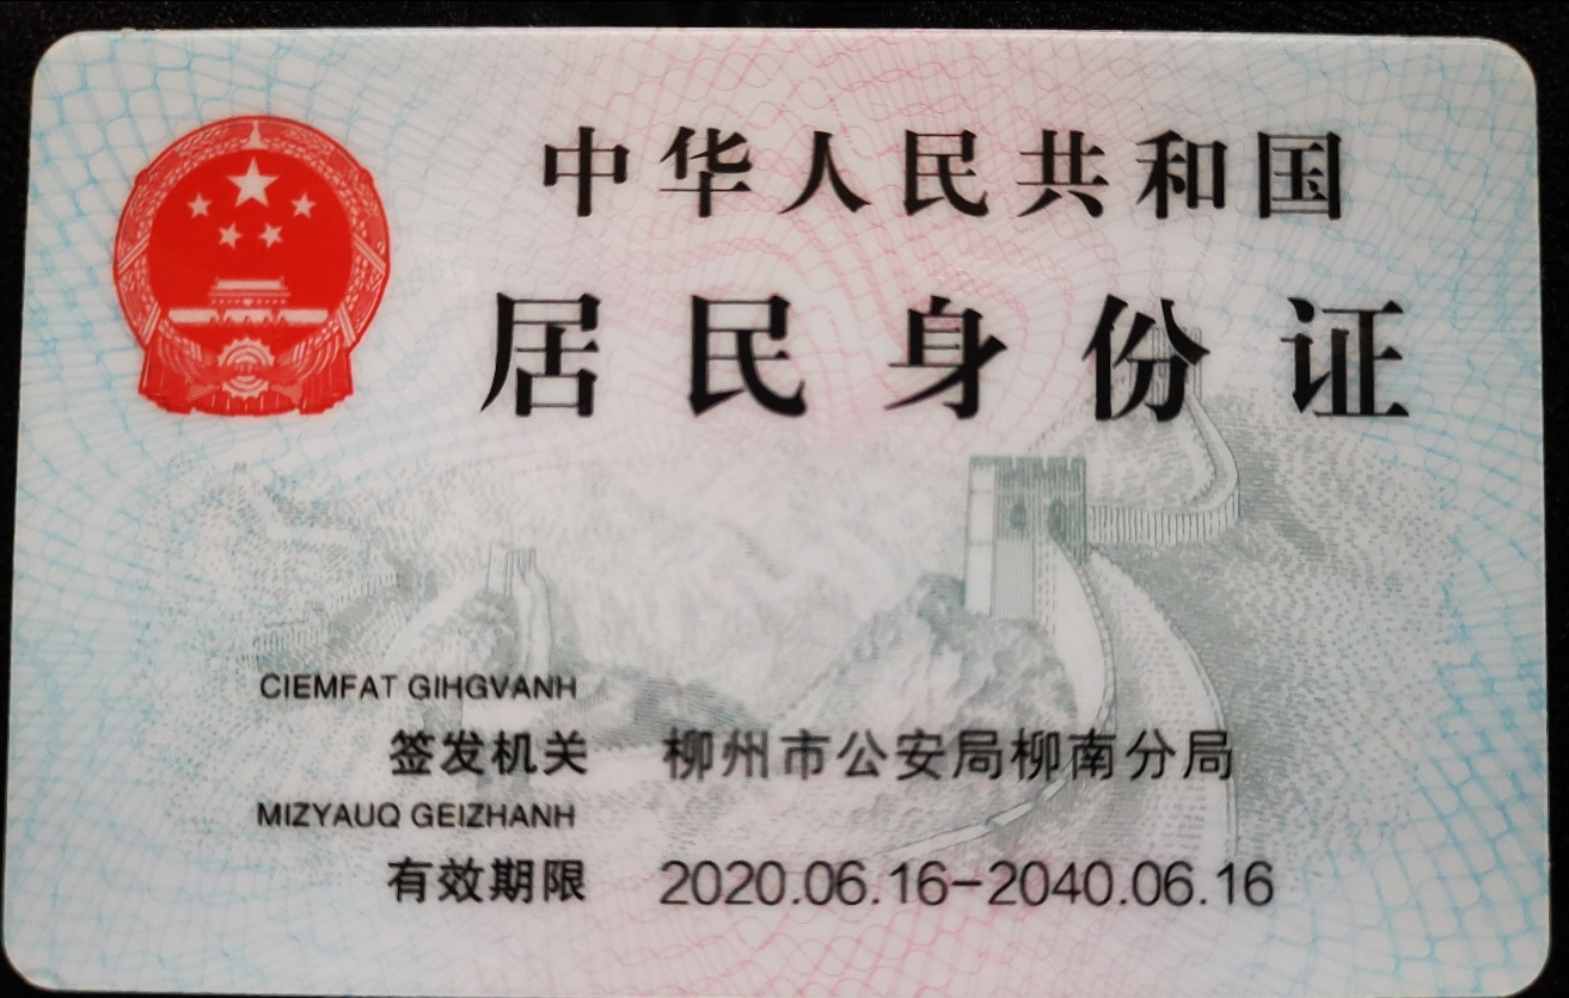 中华人民共和国
居民身份证
CIEMFAT GIHGVANH
签发机关 柳州市公安局柳南分局
MIZYAUQ GEIZHANH
有效期限 2020.06.16-2040.06.16